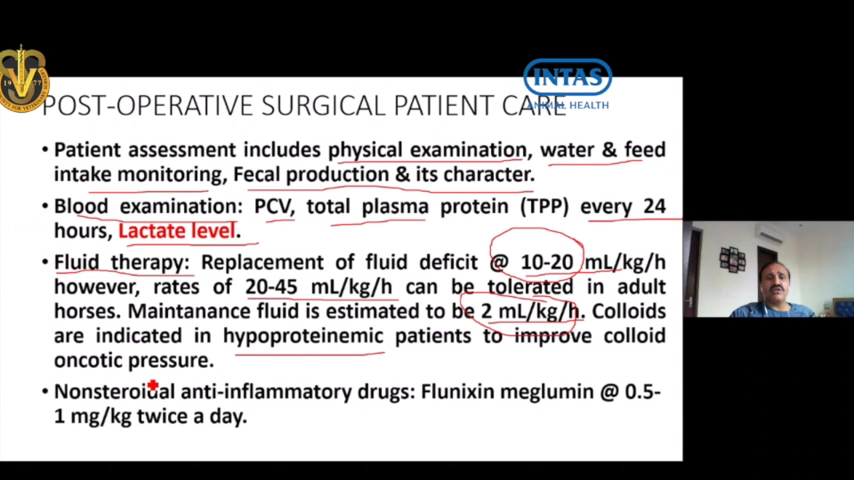 INTAS
ANIMAL HEALTH
POST-OPERATIVE SURGICAL PATIENT CARE
• Patient assessment includes physical examination, water & feed
intake monitoring, Fecal production & its character.
• Blood examination: PCV, total plasma protein (TPP) every 24
hours, Lactate level.
• Fluid therapy: Replacement of fluid deficit @ 10-20 mL/kg/h
however, rates of 20-45 mL/kg/h can be tolerated in adult
horses. Maintanance fluid is estimated to be 2 mL/kg/h. Colloids
are indicated in hypoproteinemic patients to improve colloid
oncotic pressure.
• Nonsteroidal anti-inflammatory drugs: Flunixin meglumin @ 0.5-
1 mg/kg twice a day.